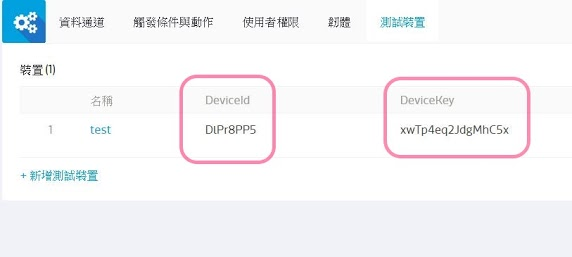 資料通道 觸發條件與動作 使用者權限 韌體 測試裝置
裝置(1)
名稱 DeviceId DeviceKey
1 test DlPr8PP5 xwTp4eq2JdgMhC5x
+ 新增測試裝置